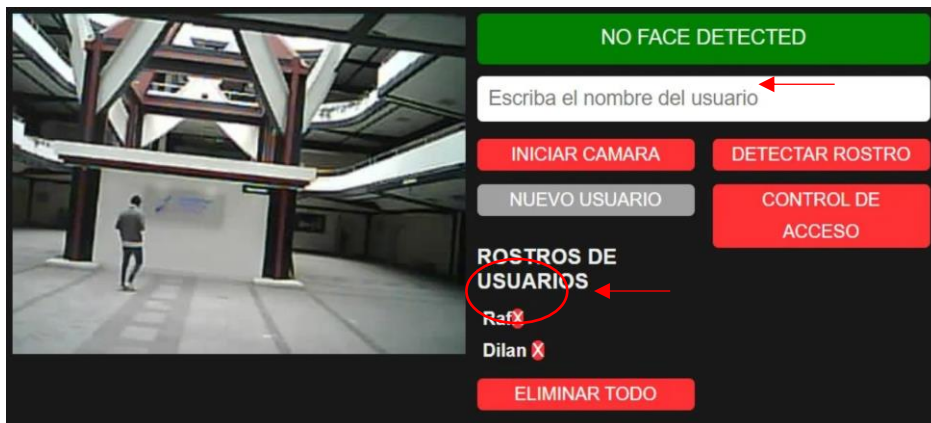 NO FACE DETECTED
Escriba el nombre del usuario
INICIAR CAMARA
DETECTAR ROSTRO
NUEVO USUARIO
CONTROL DE
ACCESO
ROSTROS DE
USUARIOS
Raf X
Dilan X
ELIMINAR TODO